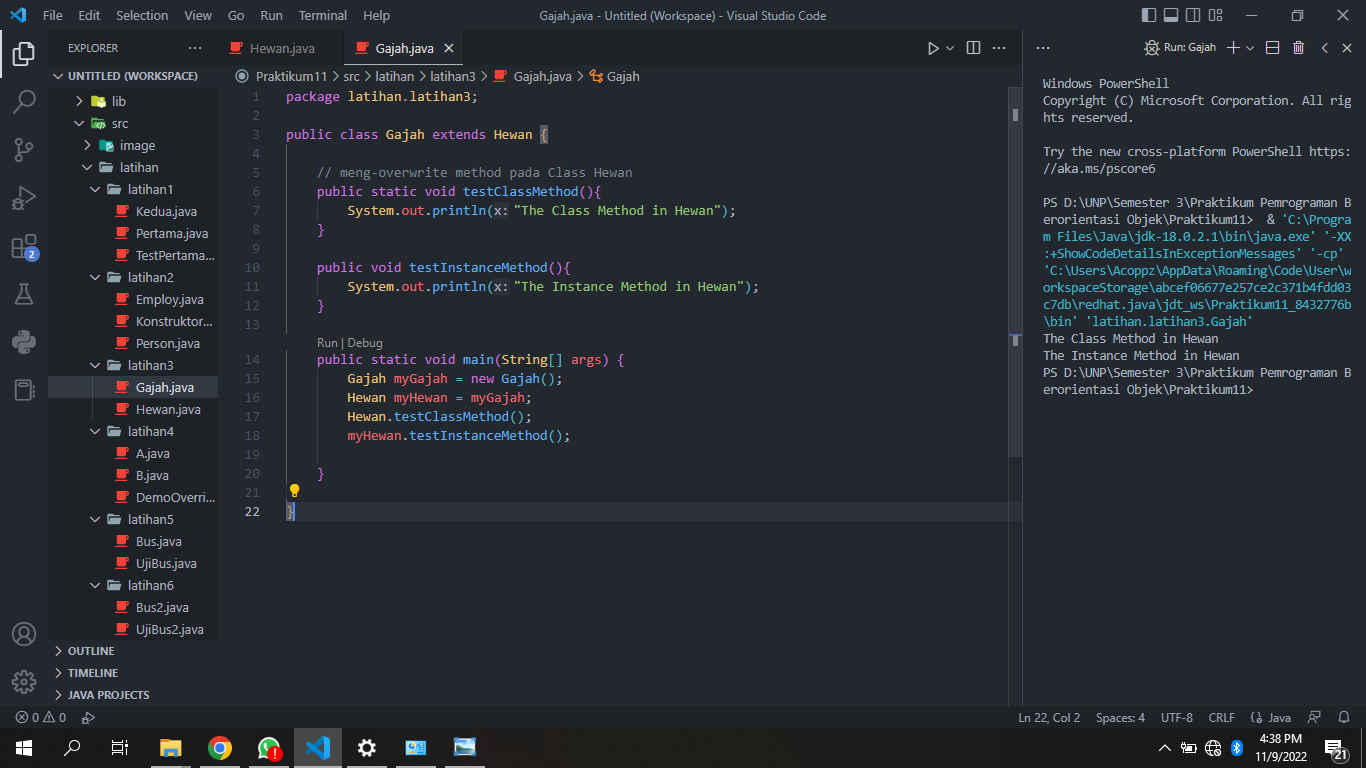 File Edit Selection View Go Run Terminal Help
Gajah.java - Untitled (Workspace) - Visual Studio Code
EXPLORER
UNTITLED (WORKSPACE)
lib
src
image
latihan
latihan1
Kedua.java
Pertama.java
TestPertama...
latihan2
Employ.java
Konstruktor...
Person.java
latihan3
Gajah.java
Hewan.java
latihan4
A.java
B.java
DemoOverri...
latihan5
Bus.java
UjiBus.java
latihan6
Bus2.java
UjiBus2.java
OUTLINE
TIMELINE
JAVA PROJECTS
2
Hewan.java Gajah.java
Praktikum11 > src > latihan > latihan3 > Gajah.java > Gajah
1 package latihan.latihan3;
2
3 public class Gajah extends Hewan {
4
5 // meng-overwrite method pada Class Hewan
6 public static void testClassMethod(){
7 System.out.println(x: "The Class Method in Hewan");
8 }
9
10 public void testInstanceMethod(){
11 System.out.println(x: "The Instance Method in Hewan");
12 }
13
Run | Debug
14 public static void main(String[] args) {
15 Gajah myGajah = new Gajah();
16 Hewan myHewan = myGajah;
17 Hewan.testClassMethod();
18 myHewan.testInstanceMethod();
19
20 }
21
22 }
Run: Gajah
Windows PowerShell
Copyright (C) Microsoft Corporation. All rig
hts reserved.
Try the new cross-platform PowerShell https:
//aka.ms/pscore6
PS D:\UNP\Semester 3\Praktikum Pemrograman B
erorientasi Objek\Praktikum11>  & 'C:\Progra
m Files\Java\jdk-18.0.2.1\bin\java.exe' '-XX
:+ShowCodeDetailsInExceptionMessages' '-cp'
'C:\Users\Acoppz\AppData\Roaming\Code\User\w
orkspaceStorage\abcef06677e257ce2c371b4fdd03
c7db\redhat.java\jdt_ws\Praktikum11_8432776b
\bin' 'latihan.latihan3.Gajah'
The Class Method in Hewan
The Instance Method in Hewan
PS D:\UNP\Semester 3\Praktikum Pemrograman B
erorientasi Objek\Praktikum11>
0 0
Ln 22, Col 2 Spaces: 4 UTF-8 CRLF {} Java
4:38 PM
11/9/2022
21